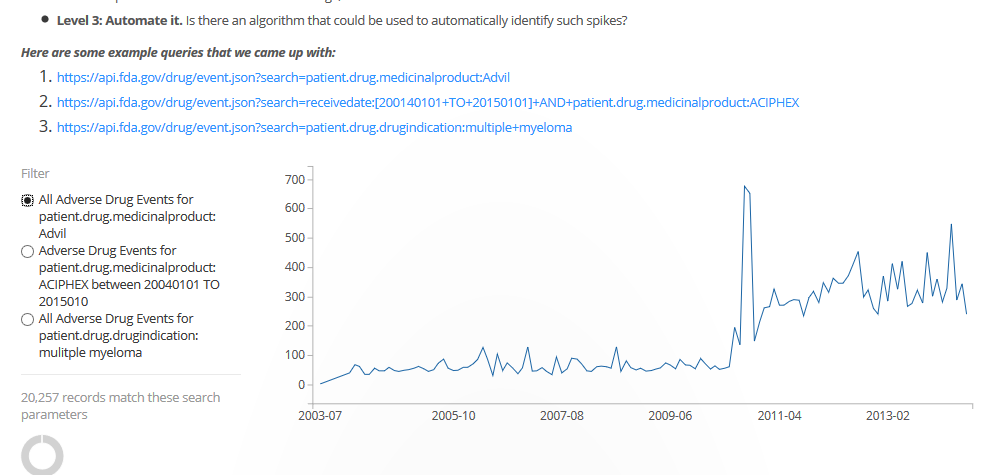 Level 3: Automate it. Is there an algorithm that could be used to automatically identify such spikes?
Here are some example queries that we came up with:
1. https://api.fda.gov/drug/event.json?search=patient.drug.medicinalproduct:Advil
2. https://api.fda.gov/drug/event.json?search=receivedate:[200140101+TO+20150101]+AND+patient.drug.medicinalproduct:ACIPHEX
3. https://api.fda.gov/drug/event.json?search=patient.drug.drugindication:multiple+myeloma
Filter
All Adverse Drug Events for
patient.drug.medicinalproduct:
Advil
Adverse Drug Events for
patient.drug.medicinalproduct:
ACIPHEX between 20040101 TO
2015010
All Adverse Drug Events for
patient.drug.drugindication:
mulitple myeloma
20,257 records match these search
parameters
700
600
500
400
300
200
100
0
2003-07
2005-10
2007-08
2009-06
2011-04
2013-02